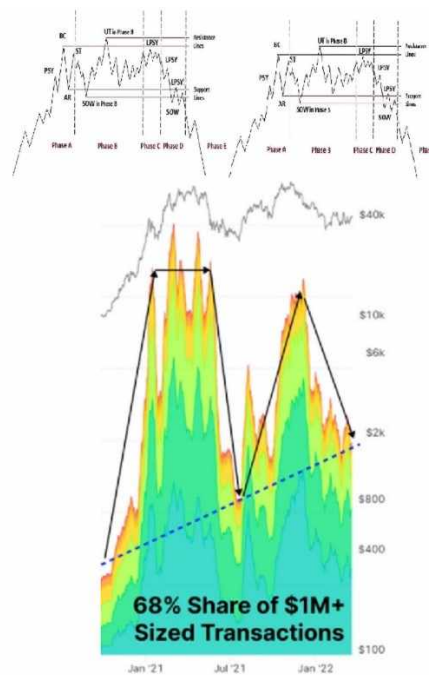 UT in Phase B
Resistance
Lines
BC
ST
LPSY
LPSY
PSY
LPSY
Support
Lines
AR
SOW in Phase B
SOW
Phase A
Phase B
Phase C
Phase D
Phase E
UT in Phase B
Resistance
Lines
BC
ST
LPSY
LPSY
PSY
LPSY
Support
Lines
AR
SOW
Phase A
Phase B
Phase C
Phase D
$40k
$10k
$6k
$2k
$800
$400
68% Share of $1M+
Sized Transactions
$100
Jan '21
Jul '21
Jan '22